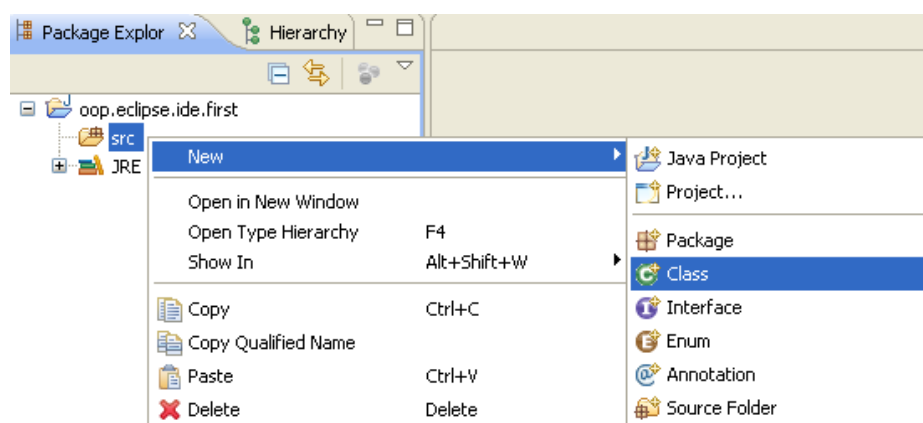 Package Explor Hierarchy
oop.eclipse.ide.first
src
JRE
New
Open in New Window
Open Type Hierarchy F4
Show In Alt+Shift+W
Copy Ctrl+C
Copy Qualified Name
Paste Ctrl+V
Delete Delete
Java Project
Project...
Package
Class
Interface
Enum
Annotation
Source Folder